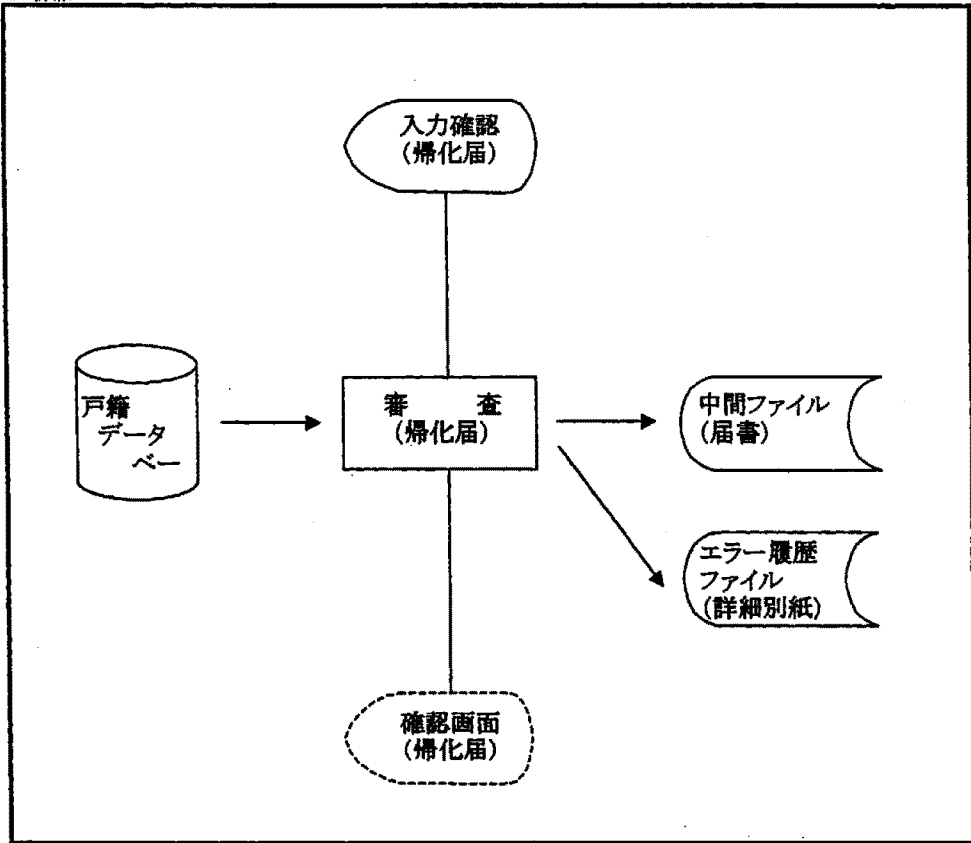 入力確認
(帰化届)
戸籍
データ
ベー
審　　査
(帰化届)
中間ファイル
(届書)
エラー履歴
ファイル
(詳細別紙)
確認画面
(帰化届)